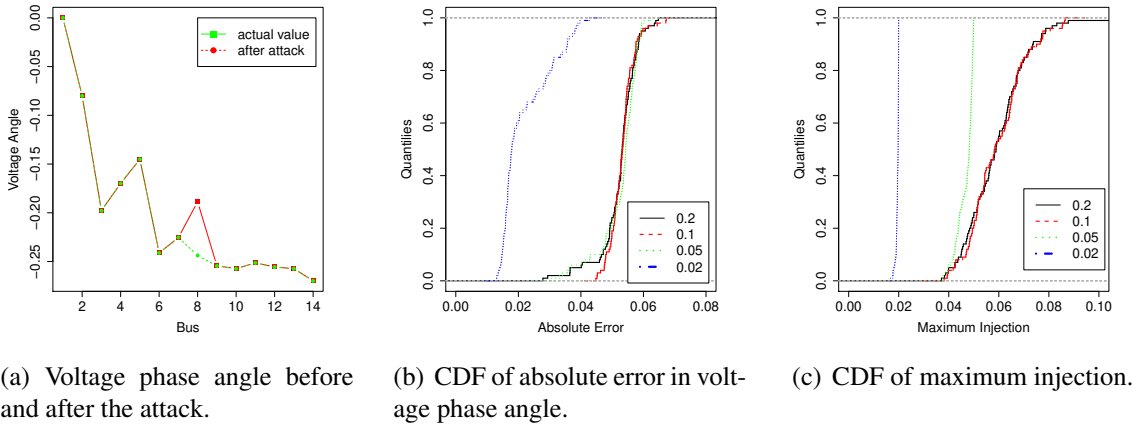 0.00
−0.05
−0.10
−0.15
−0.20
−0.25
Voltage Angle
actual value
after attack
2 4 6 8 10 12 14
Bus
1.0
0.8
0.6
0.4
0.2
0.0
Quantilies
0.2
0.1
0.05
0.02
0.00 0.02 0.04 0.06 0.08
Absolute Error
1.0
0.8
0.6
0.4
0.2
0.0
Quantilies
0.2
0.1
0.05
0.02
0.00 0.02 0.04 0.06 0.08 0.10
Maximum Injection
(a) Voltage phase angle before
and after the attack.
(b) CDF of absolute error in volt-
age phase angle.
(c) CDF of maximum injection.